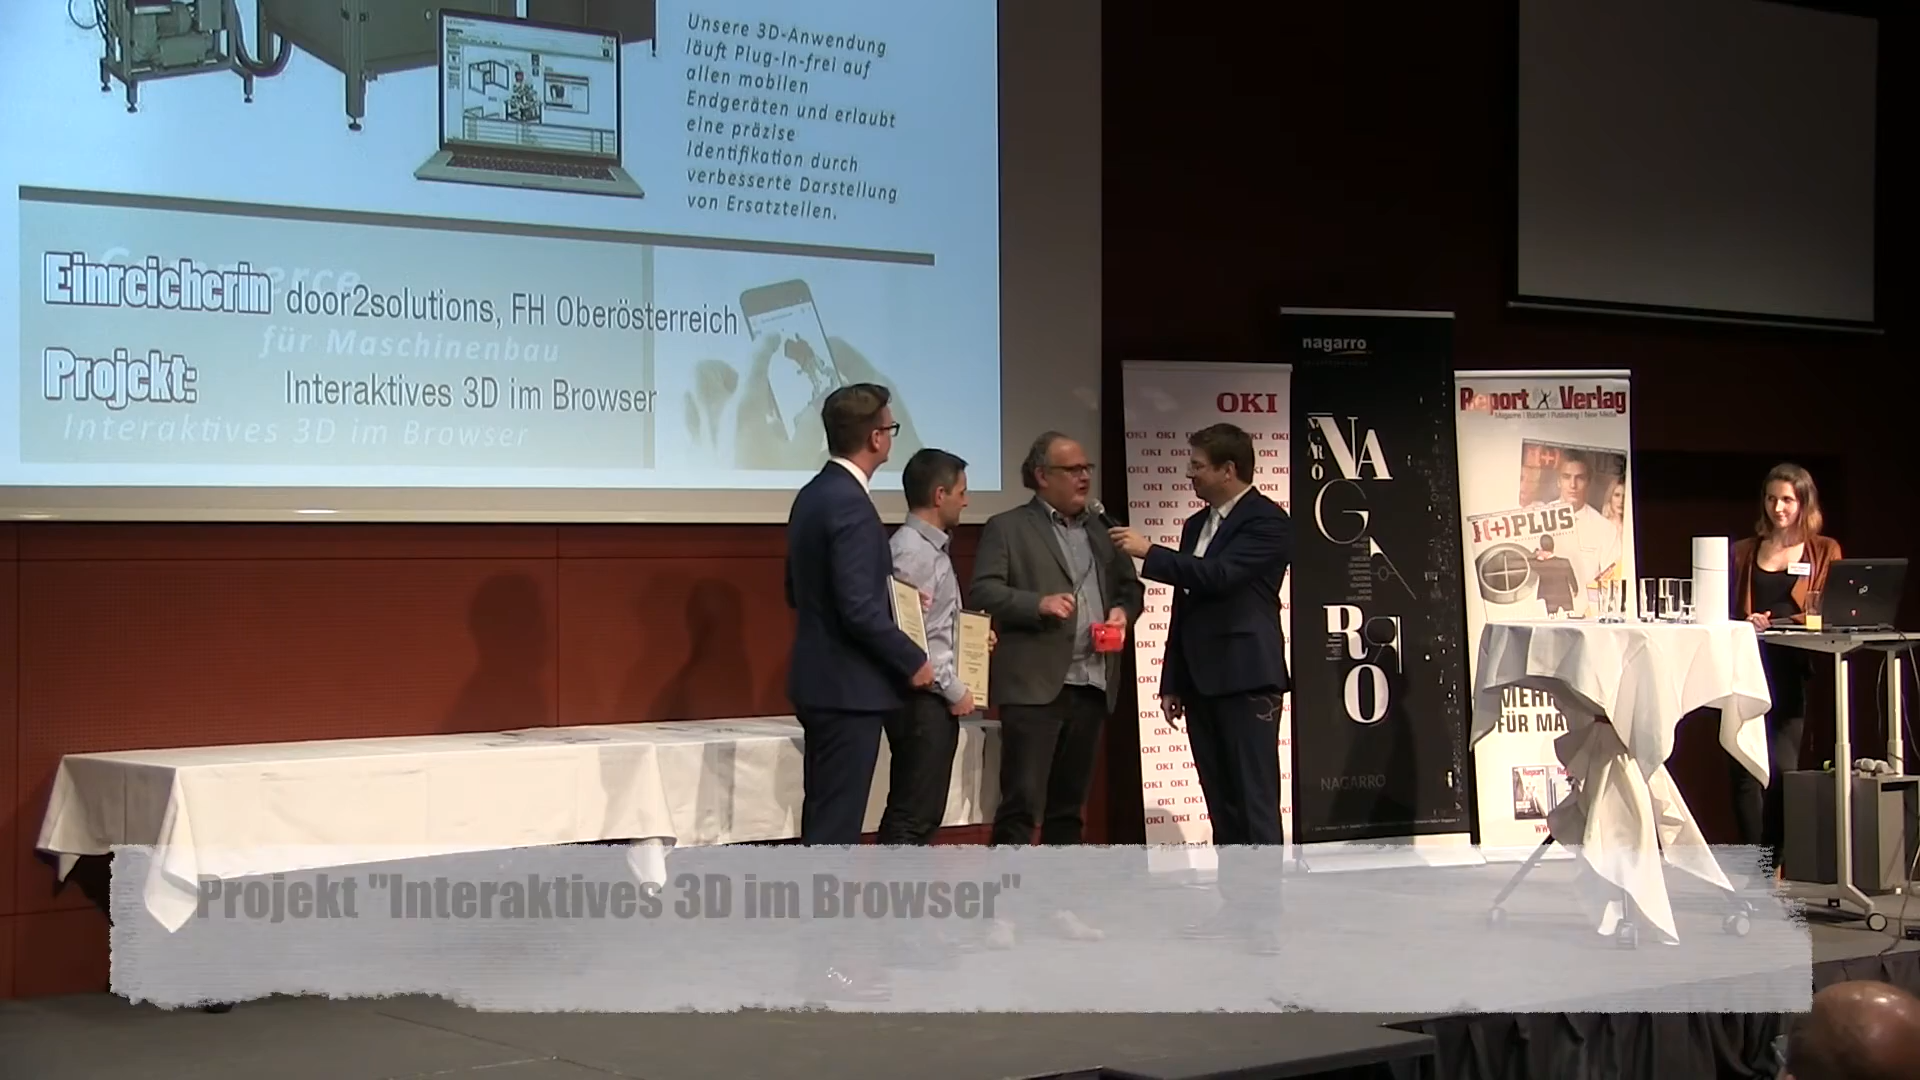 Unsere 3D-Anwendung
läuft Plug-In-frei auf
allen mobilen
Endgeräten und erlaubt
eine präzise
Identifikation durch
verbesserte Darstellung
von Ersatzteilen.
Einreicherin door2solutions, FH Oberösterreich
für Maschinenbau
Projekt: Interaktives 3D im Browser
Interaktives 3D im Browser
OKI
nagarro
NAGARRO
NAGARRO
Report Verlag
Magazine | Bücher | Publishing | New Media
(+)PLUS
MEHR
FÜR MA
Projekt "Interaktives 3D im Browser"